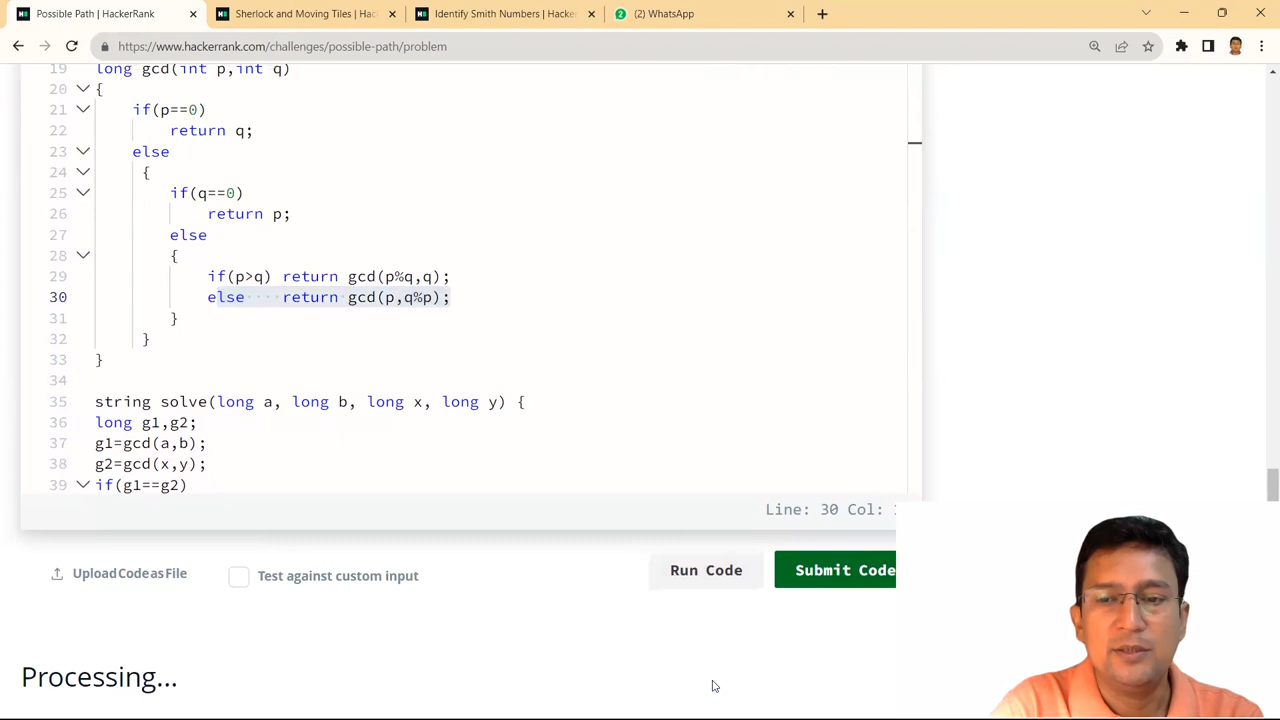 Possible Path | HackerRank
Sherlock and Moving Tiles | Hac
Identify Smith Numbers | Hacker
(2) WhatsApp
https://www.hackerrank.com/challenges/possible-path/problem
19 long gcd(int p,int q)
20 {
21 if(p==0)
22 return q;
23 else
24 {
25 if(q==0)
26 return p;
27 else
28 {
29 if(p>q) return gcd(p%q,q);
30 else return gcd(p,q%p);
31 }
32 }
33 }
34
35 string solve(long a, long b, long x, long y) {
36 long g1,g2;
37 g1=gcd(a,b);
38 g2=gcd(x,y);
39 if(g1==g2)
Line: 30 Col:
Upload Code as File
Test against custom input
Run Code
Submit Code
Processing...